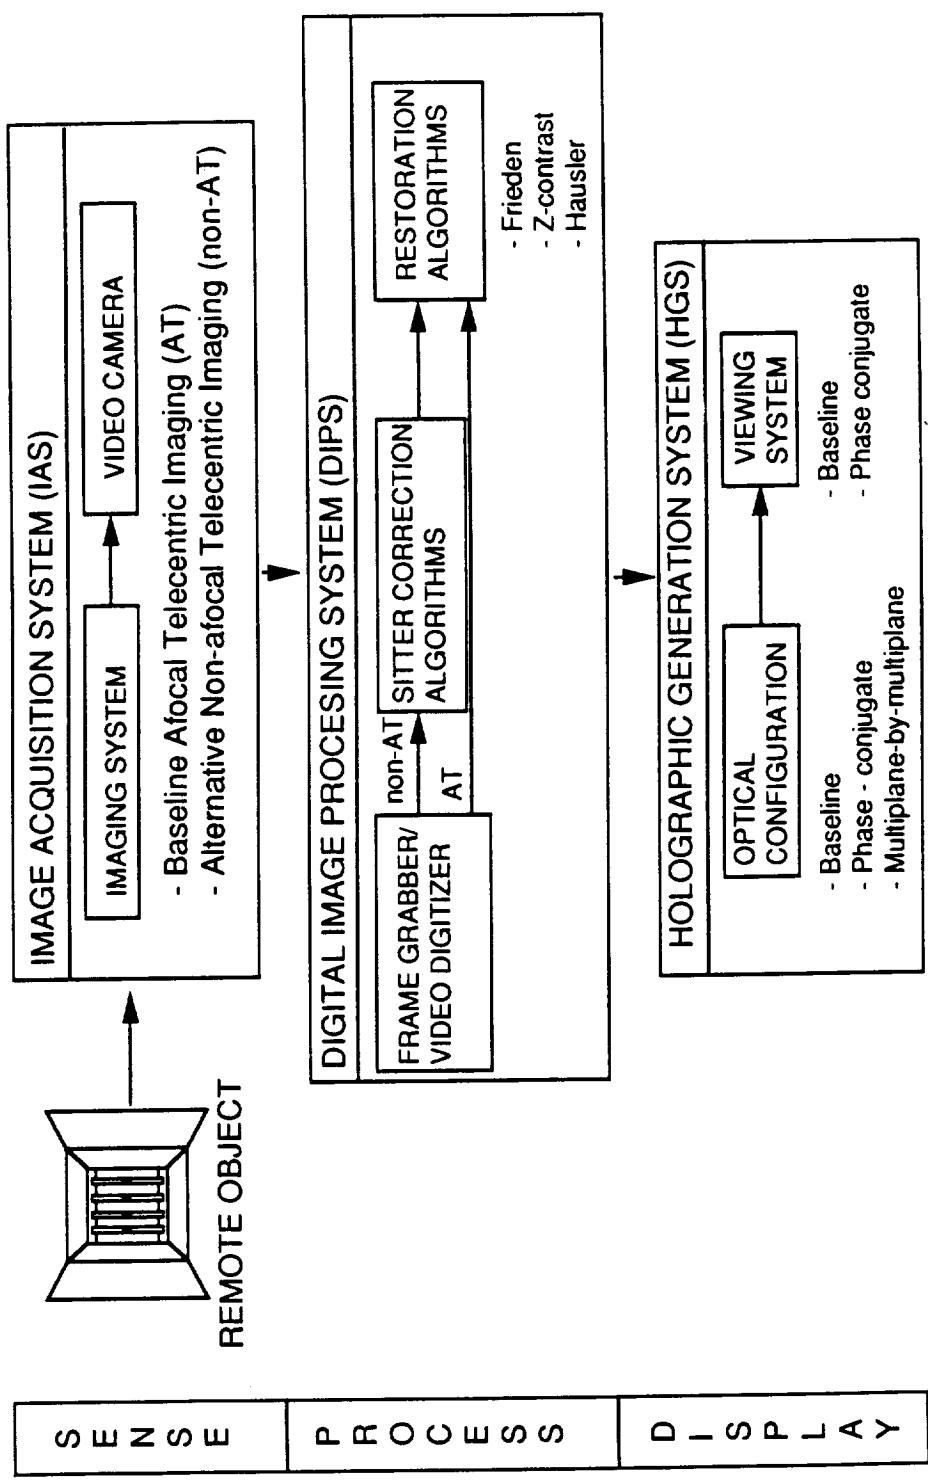 SENSE
PROCESS
DISPLAY
REMOTE OBJECT
IMAGE ACQUISITION SYSTEM (IAS)
IMAGING SYSTEM
VIDEO CAMERA
- Baseline Afocal Telecentric Imaging (AT)
- Alternative Non-afocal Telecentric Imaging (non-AT)
DIGITAL IMAGE PROCESING SYSTEM (DIPS)
FRAME GRABBER/
VIDEO DIGITIZER
non-AT
AT
SITTER CORRECTION
ALGORITHMS
RESTORATION
ALGORITHMS
- Frieden
- Z-contrast
- Hausler
HOLOGRAPHIC GENERATION SYSTEM (HGS)
OPTICAL
CONFIGURATION
VIEWING
SYSTEM
- Baseline
- Phase - conjugate
- Multiplane-by-multiplane
- Baseline
- Phase conjugate